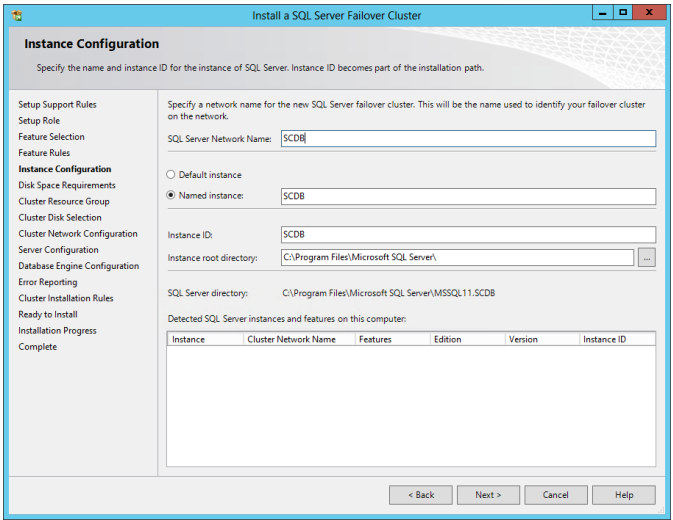 Install a SQL Server Failover Cluster
Instance Configuration
Specify the name and instance ID for the instance of SQL Server. Instance ID becomes part of the installation path.
Setup Support Rules
Setup Role
Feature Selection
Feature Rules
Instance Configuration
Disk Space Requirements
Cluster Resource Group
Cluster Disk Selection
Cluster Network Configuration
Server Configuration
Database Engine Configuration
Error Reporting
Cluster Installation Rules
Ready to Install
Installation Progress
Complete
Specify a network name for the new SQL Server failover cluster. This will be the name used to identify your failover cluster
on the network.
SQL Server Network Name: SCDB
Default instance
Named instance: SCDB
Instance ID: SCDB
Instance root directory: C:\Program Files\Microsoft SQL Server\ ...
SQL Server directory: C:\Program Files\Microsoft SQL Server\MSSQL11.SCDB
Detected SQL Server instances and features on this computer:
Instance Cluster Network Name Features Edition Version Instance ID
< Back Next > Cancel Help